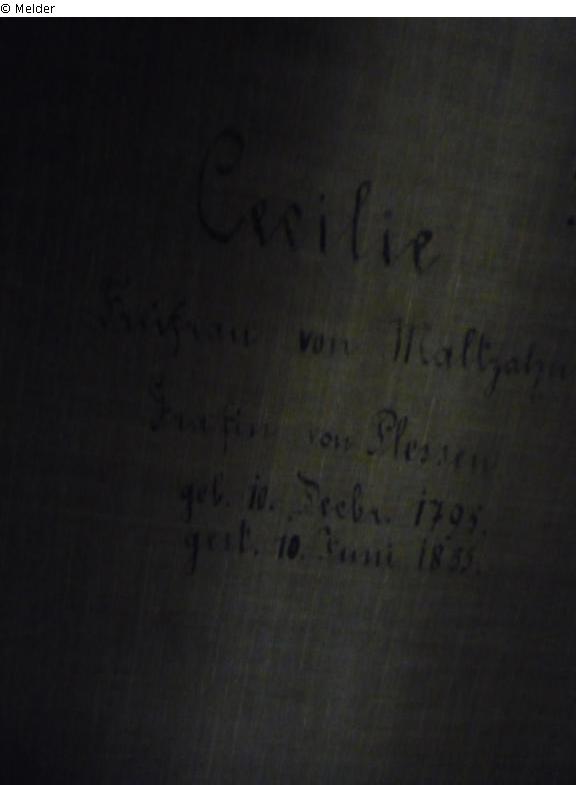 © Melder
Cecilie
Freifrau von Maltzahn
Gräfin von Plessen
geb. 10. Decbr. 1795.
gest. 10. Juni 1855.